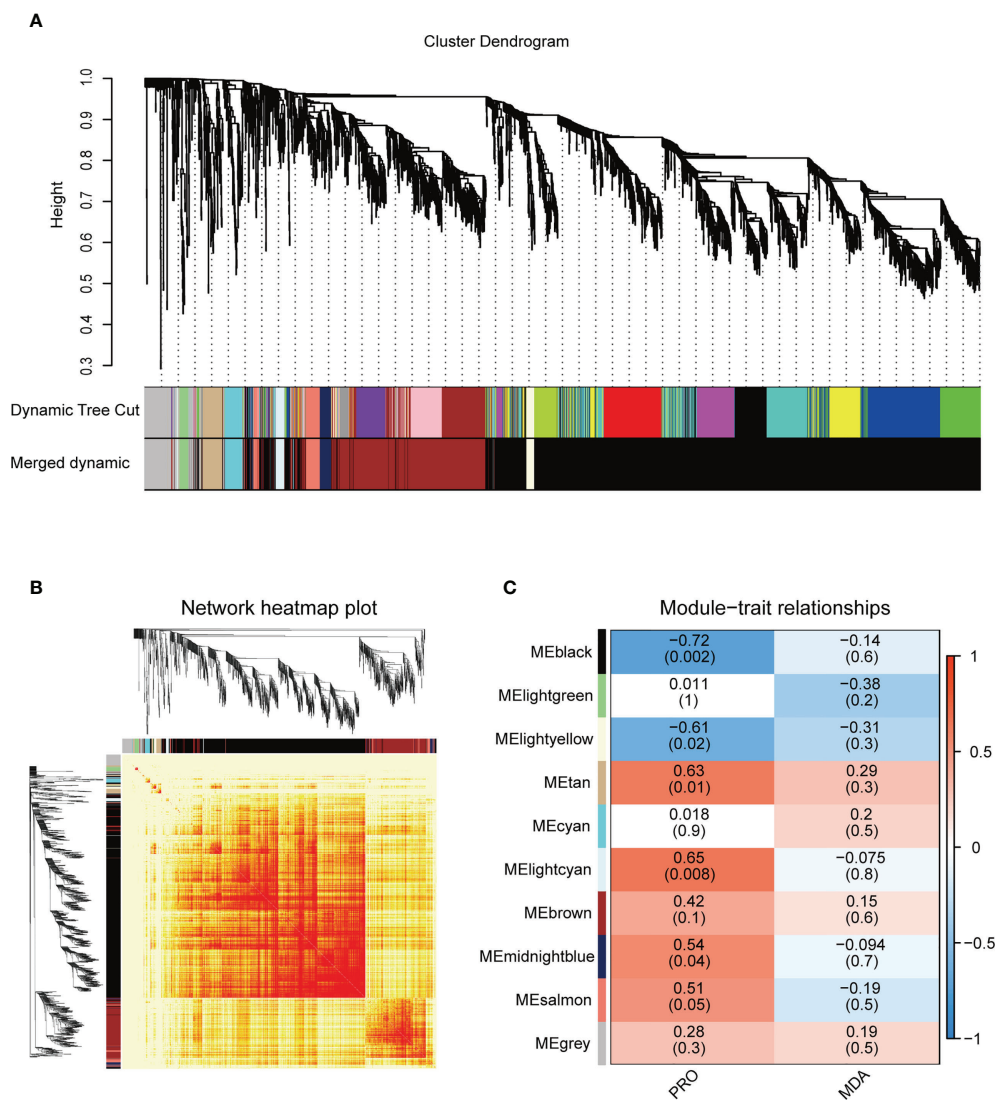 A
Cluster Dendrogram
Height
1.0
0.9
0.8
0.7
0.6
0.5
0.4
0.3
Dynamic Tree Cut
Merged dynamic
B
Network heatmap plot
C
Module−trait relationships
MEblack
−0.72
(0.002)
−0.14
(0.6)
MElightgreen
0.011
(1)
−0.38
(0.2)
MElightyellow
−0.61
(0.02)
−0.31
(0.3)
MEtan
0.63
(0.01)
0.29
(0.3)
MEcyan
0.018
(0.9)
0.2
(0.5)
MElightcyan
0.65
(0.008)
−0.075
(0.8)
MEbrown
0.42
(0.1)
0.15
(0.6)
MEmidnightblue
0.54
(0.04)
−0.094
(0.7)
MEsalmon
0.51
(0.05)
−0.19
(0.5)
MEgrey
0.28
(0.3)
0.19
(0.5)
PRO
MDA
1
0.5
0
−0.5
−1